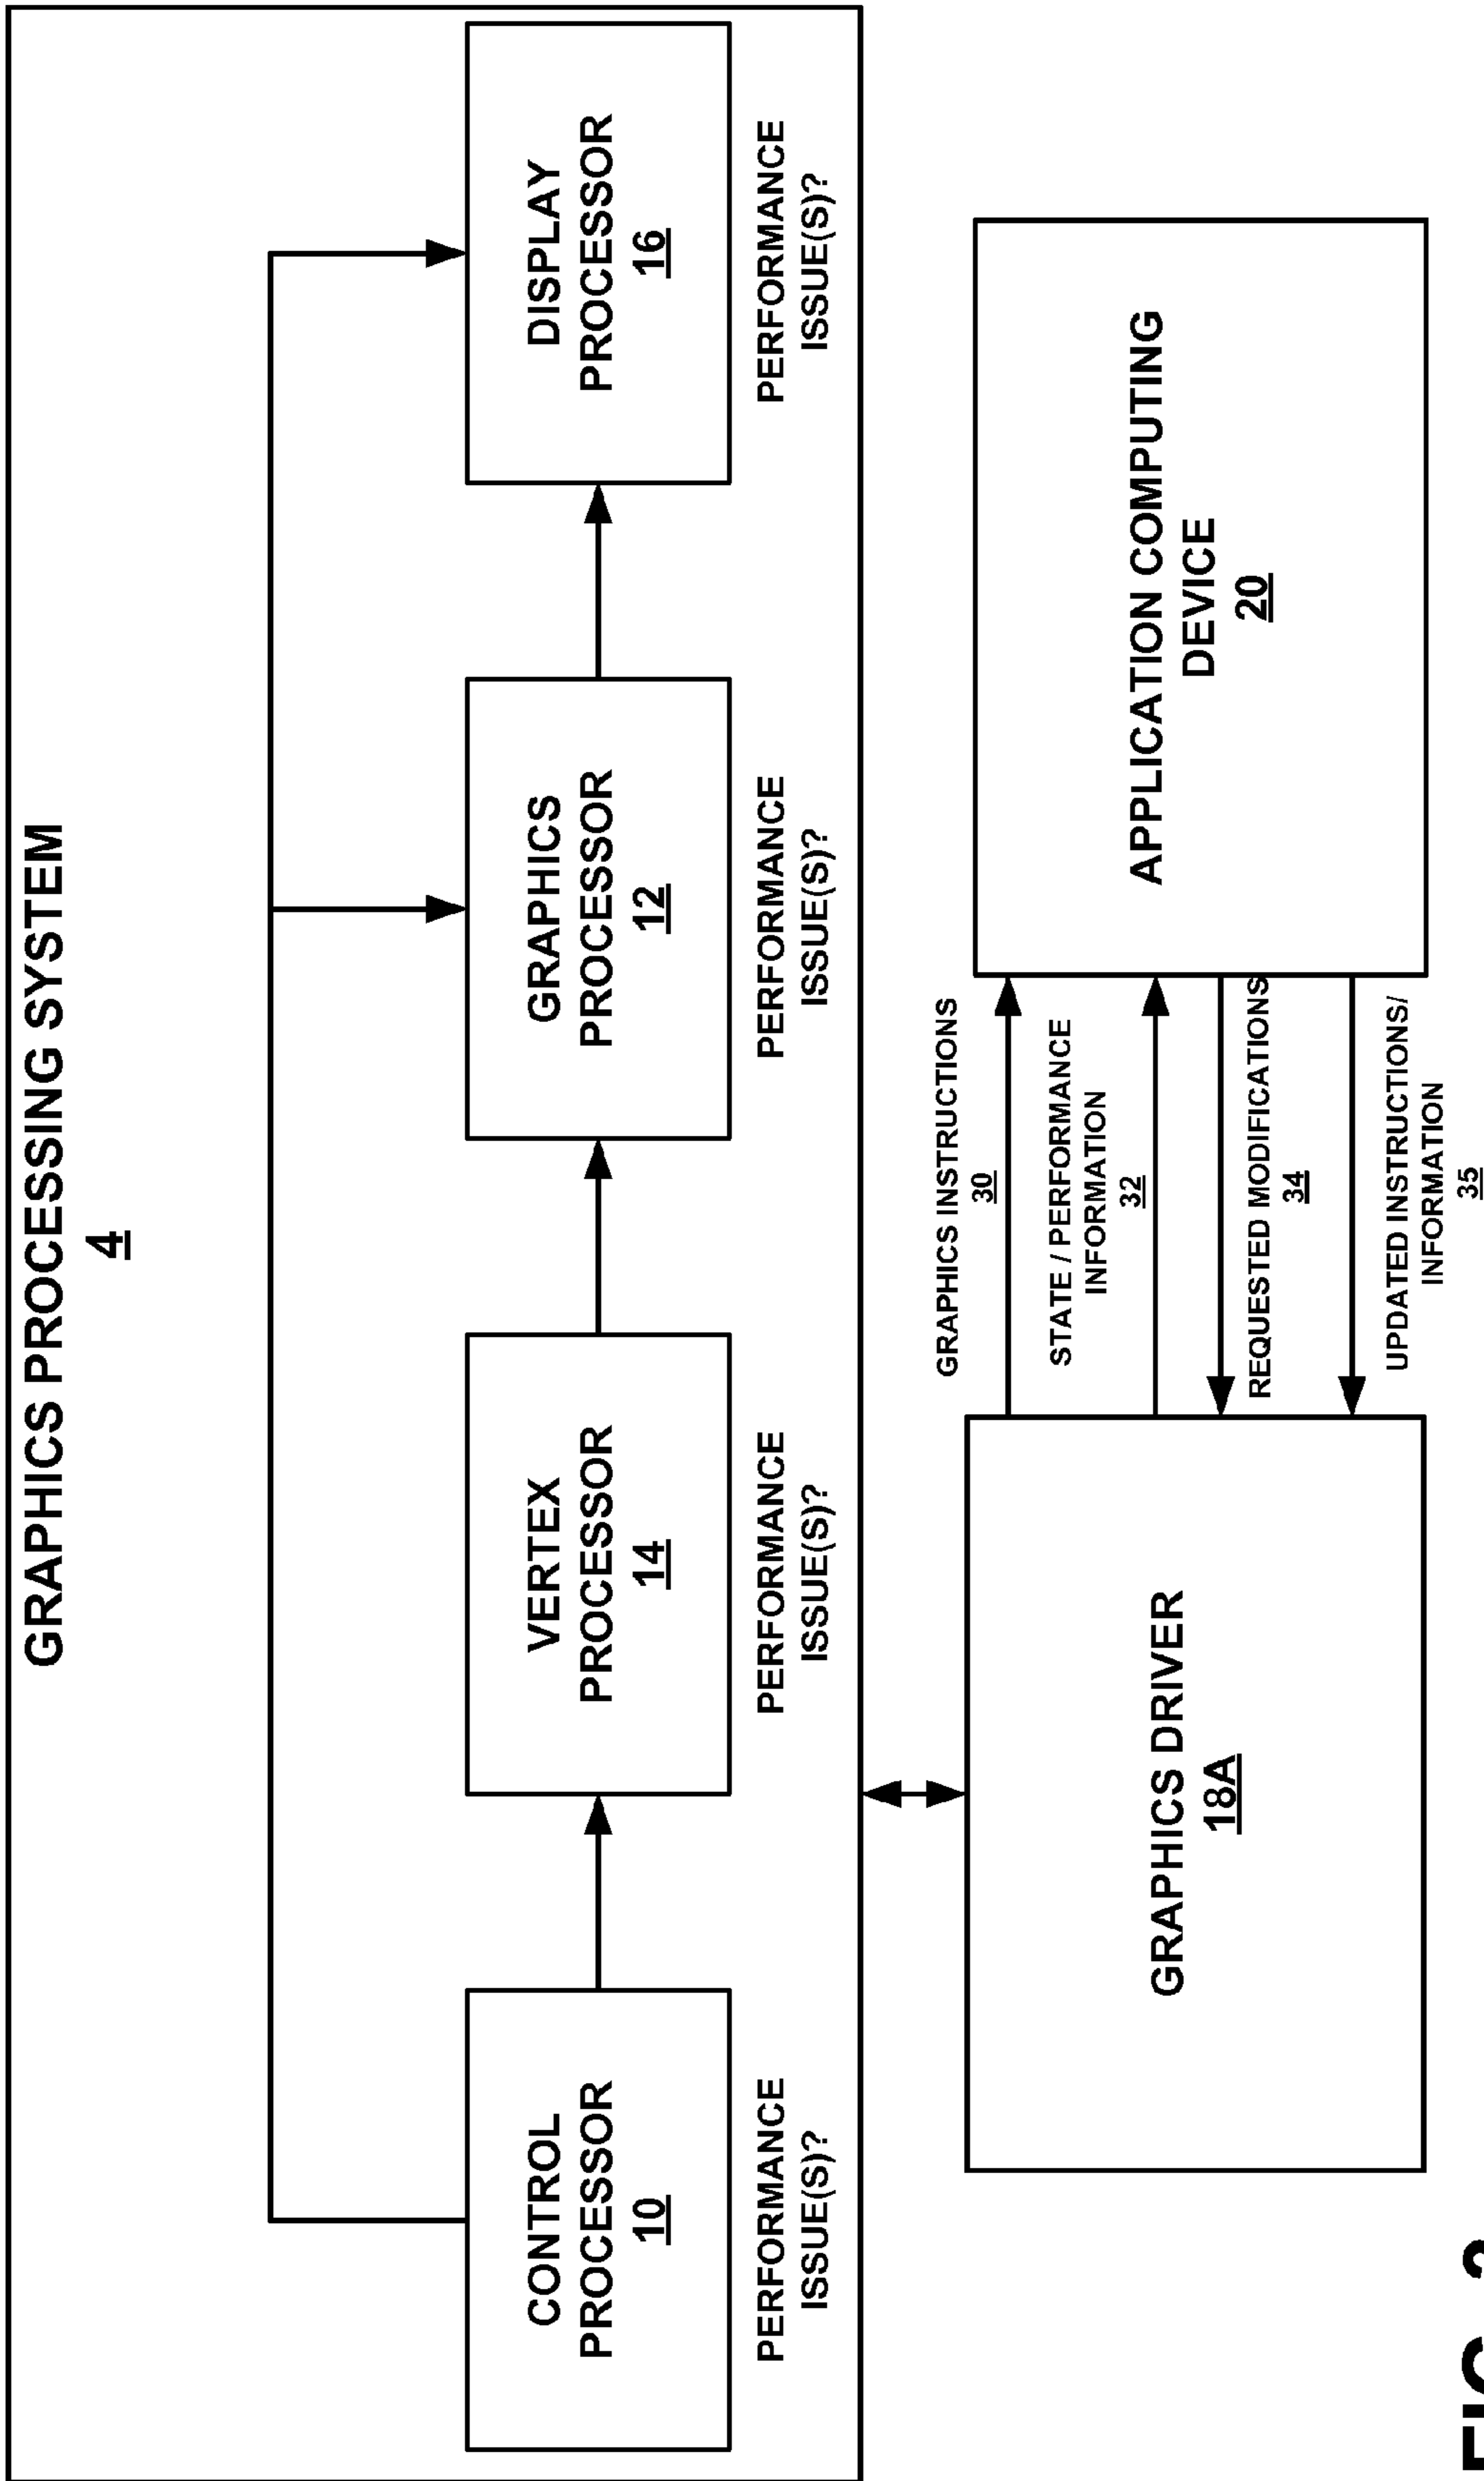 GRAPHICS PROCESSING SYSTEM
4
CONTROL
PROCESSOR
10
VERTEX
PROCESSOR
14
GRAPHICS
PROCESSOR
12
DISPLAY
PROCESSOR
16
PERFORMANCE
ISSUE(S)?
PERFORMANCE
ISSUE(S)?
PERFORMANCE
ISSUE(S)?
PERFORMANCE
ISSUE(S)?
GRAPHICS DRIVER
18A
GRAPHICS INSTRUCTIONS
30
STATE / PERFORMANCE
INFORMATION
32
REQUESTED MODIFICATIONS
34
UPDATED INSTRUCTIONS/
INFORMATION
35
APPLICATION COMPUTING
DEVICE
20
FIG